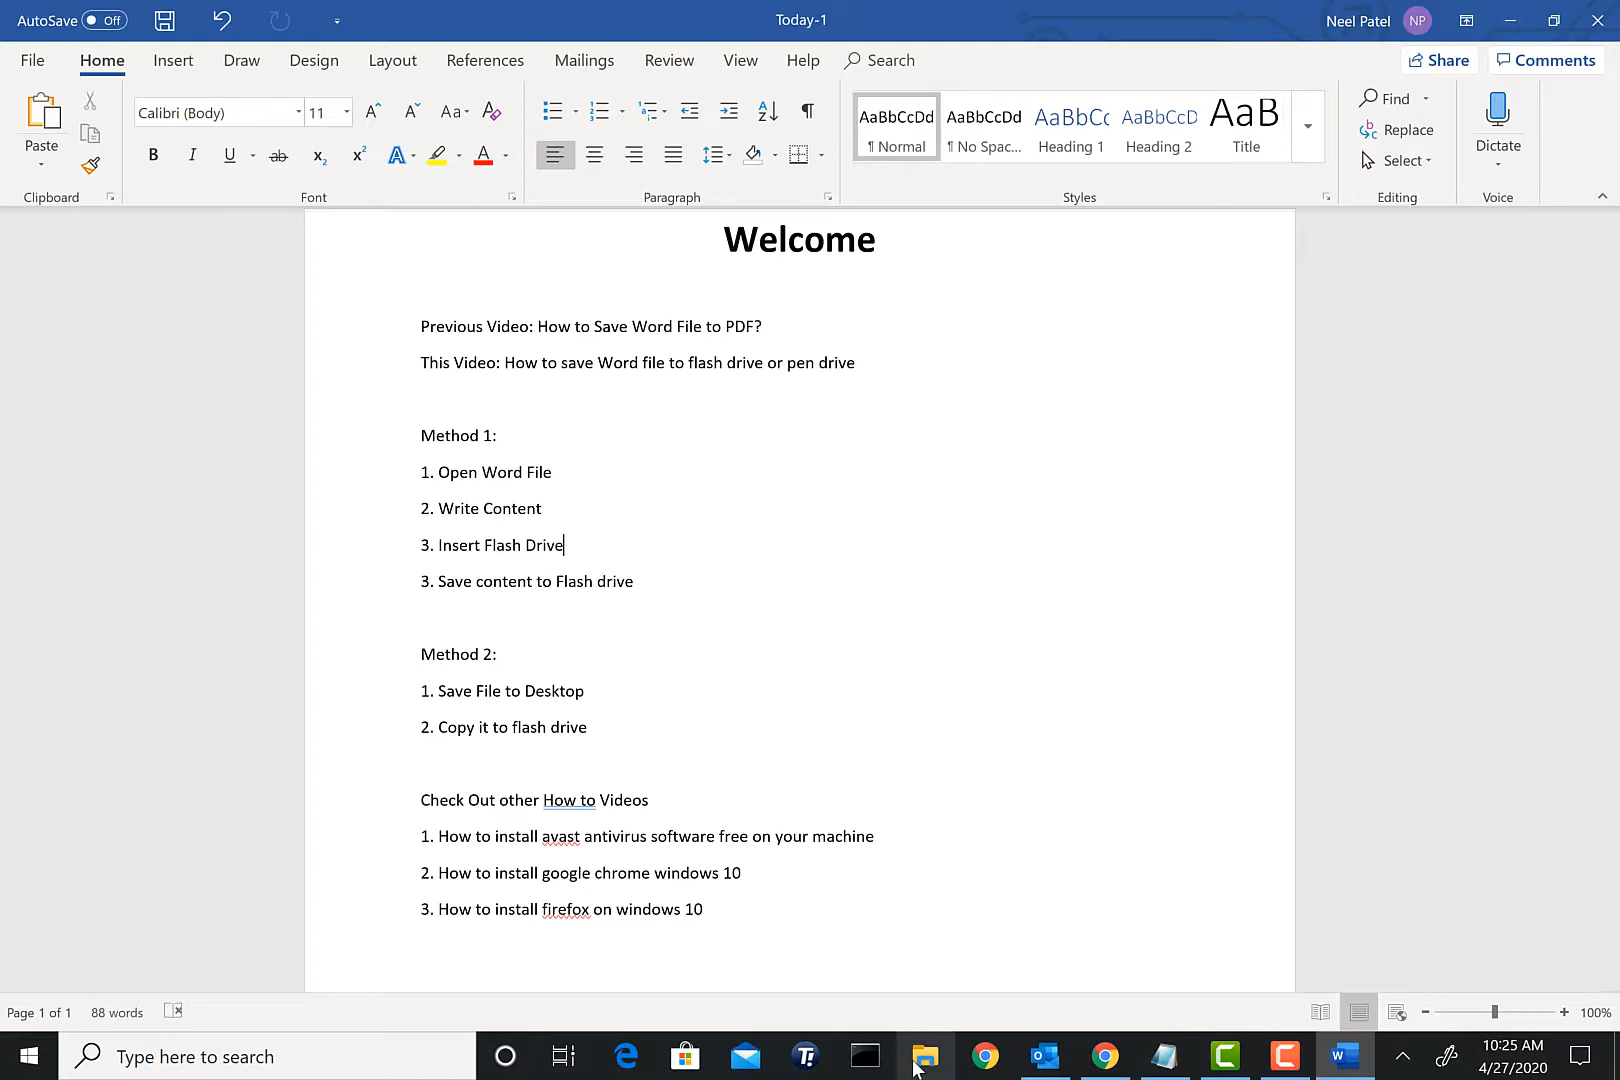 AutoSave Off Today-1 Neel Patel NP
File Home Insert Draw Design Layout References Mailings Review View Help Search Share Comments
Paste
Clipboard
Calibri (Body) 11
Aa
B I U ab x₂ x² A A
Font
Paragraph
AaBbCcDd AaBbCcDd AaBbCc AaBbCcD AaB
¶ Normal ¶ No Spac... Heading 1 Heading 2 Title
Styles
Find
Replace
Select
Editing
Dictate
Voice
Welcome
Previous Video: How to Save Word File to PDF?
This Video: How to save Word file to flash drive or pen drive
Method 1:
1. Open Word File
2. Write Content
3. Insert Flash Drive
3. Save content to Flash drive
Method 2:
1. Save File to Desktop
2. Copy it to flash drive
Check Out other How to Videos
1. How to install avast antivirus software free on your machine
2. How to install google chrome windows 10
3. How to install firefox on windows 10
Page 1 of 1 88 words 100%
Type here to search
10:25 AM
4/27/2020